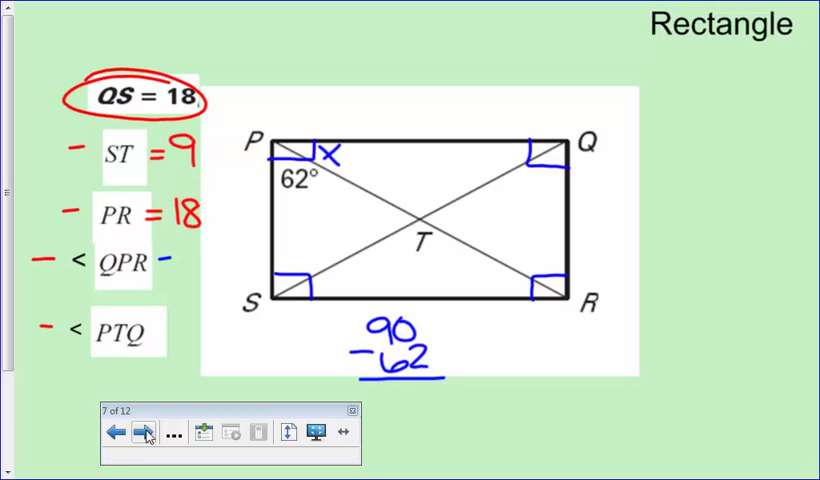 Rectangle
QS = 18
- ST = 9
- PR = 18
- < QPR -
- < PTQ
P x Q
62°
T
S R
90
- 62
7 of 12
...